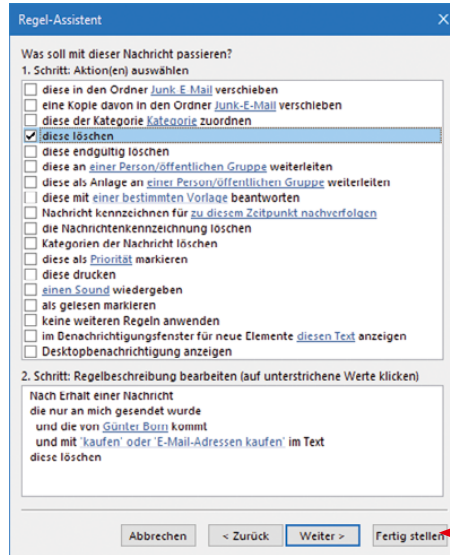 Regel-Assistent
Was soll mit dieser Nachricht passieren?
1. Schritt: Aktion(en) auswählen
diese in den Ordner Junk-E-Mail verschieben
eine Kopie davon in den Ordner Junk-E-Mail verschieben
diese der Kategorie Kategorie zuordnen
diese löschen
diese endgültig löschen
diese an einer Person/öffentlichen Gruppe weiterleiten
diese als Anlage an einer Person/öffentlichen Gruppe weiterleiten
diese mit einer bestimmten Vorlage beantworten
Nachricht kennzeichnen für zu diesem Zeitpunkt nachverfolgen
die Nachrichtenkennzeichnung löschen
Kategorien der Nachricht löschen
diese als Priorität markieren
diese drucken
einen Sound wiedergeben
als gelesen markieren
keine weiteren Regeln anwenden
im Benachrichtigungsfenster für neue Elemente diesen Text anzeigen
Desktopbenachrichtigung anzeigen
2. Schritt: Regelbeschreibung bearbeiten (auf unterstrichene Werte klicken)
Nach Erhalt einer Nachricht
die nur an mich gesendet wurde
und die von Günter Born kommt
und mit 'kaufen' oder 'E-Mail-Adressen kaufen' im Text
diese löschen
Abbrechen < Zurück Weiter > Fertig stellen